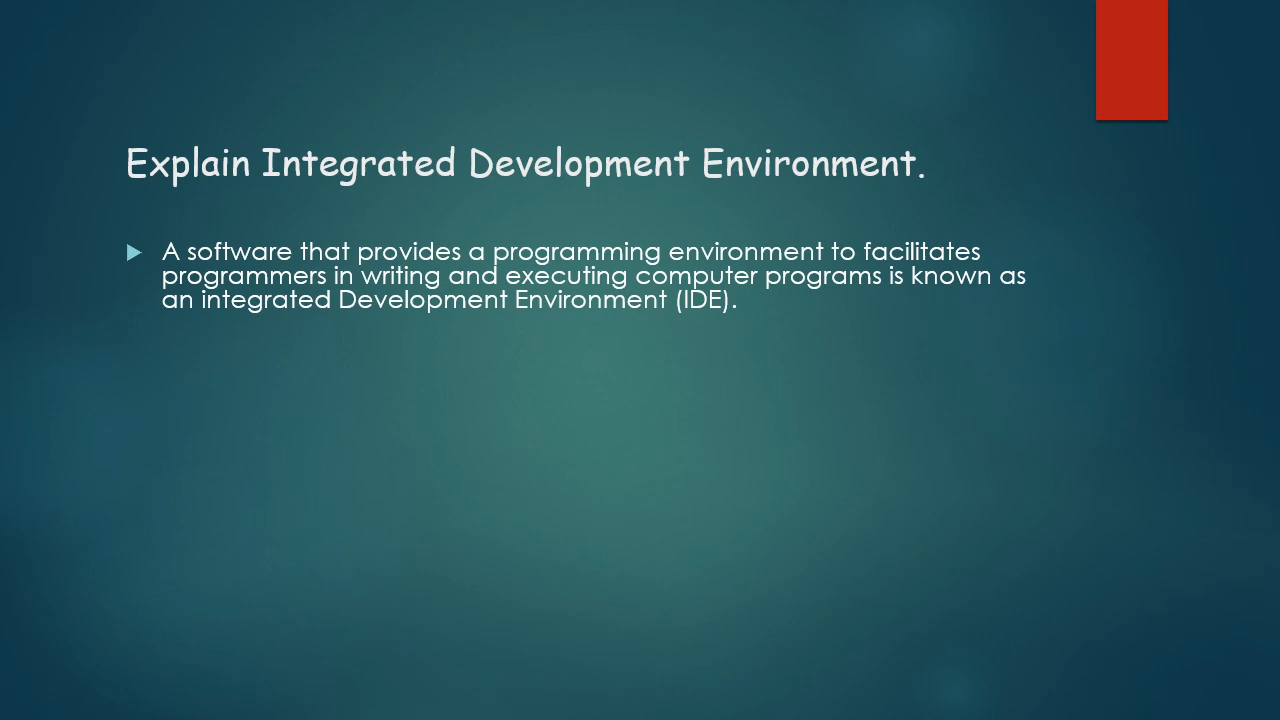 Explain Integrated Development Environment.
A software that provides a programming environment to facilitates
programmers in writing and executing computer programs is known as
an integrated Development Environment (IDE).